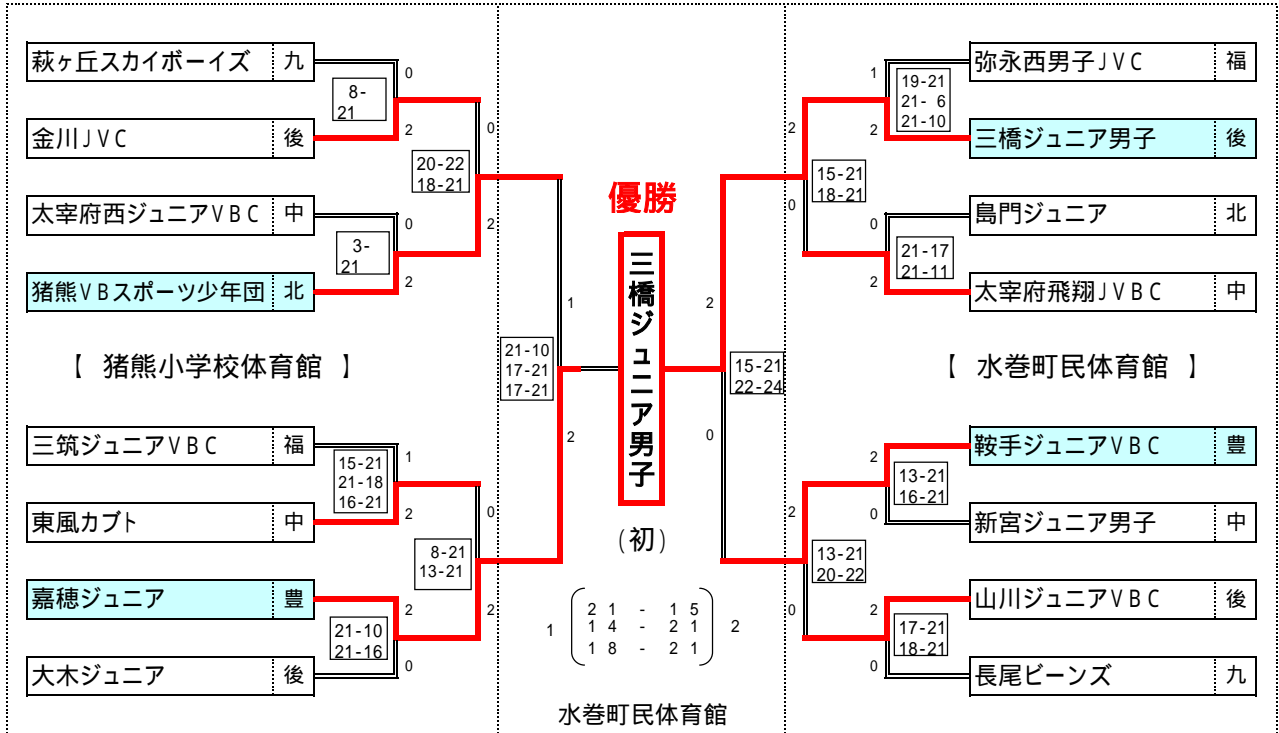 萩ヶ丘スカイボーイズ 九
0
8-
21
金川JVC 後
2
0
20-22
18-21
太宰府西ジュニアVBC 中
0
2
3-
21
猪熊VBスポーツ少年団 北
2
【 猪熊小学校体育館 】
1
21-10
17-21
17-21
2
三筑ジュニアVBC 福
1
15-21
21-18
16-21
東風カブト 中
2
0
8-21
13-21
嘉穂ジュニア 豊
2
2
21-10
21-16
大木ジュニア 後
0
優勝
三橋ジュニア男子
(初)
1
21 - 15
14 - 21
18 - 21
2
水巻町民体育館
弥永西男子JVC 福
1
19-21
21- 6
21-10
三橋ジュニア男子 後
2
2
15-21
18-21
島門ジュニア 北
0
0
21-17
21-11
太宰府飛翔JVBC 中
2
【 水巻町民体育館 】
2
15-21
22-24
0
鞍手ジュニアVBC 豊
2
13-21
16-21
新宮ジュニア男子 中
0
2
13-21
20-22
山川ジュニアVBC 後
2
0
17-21
18-21
長尾ビーンズ 九
0